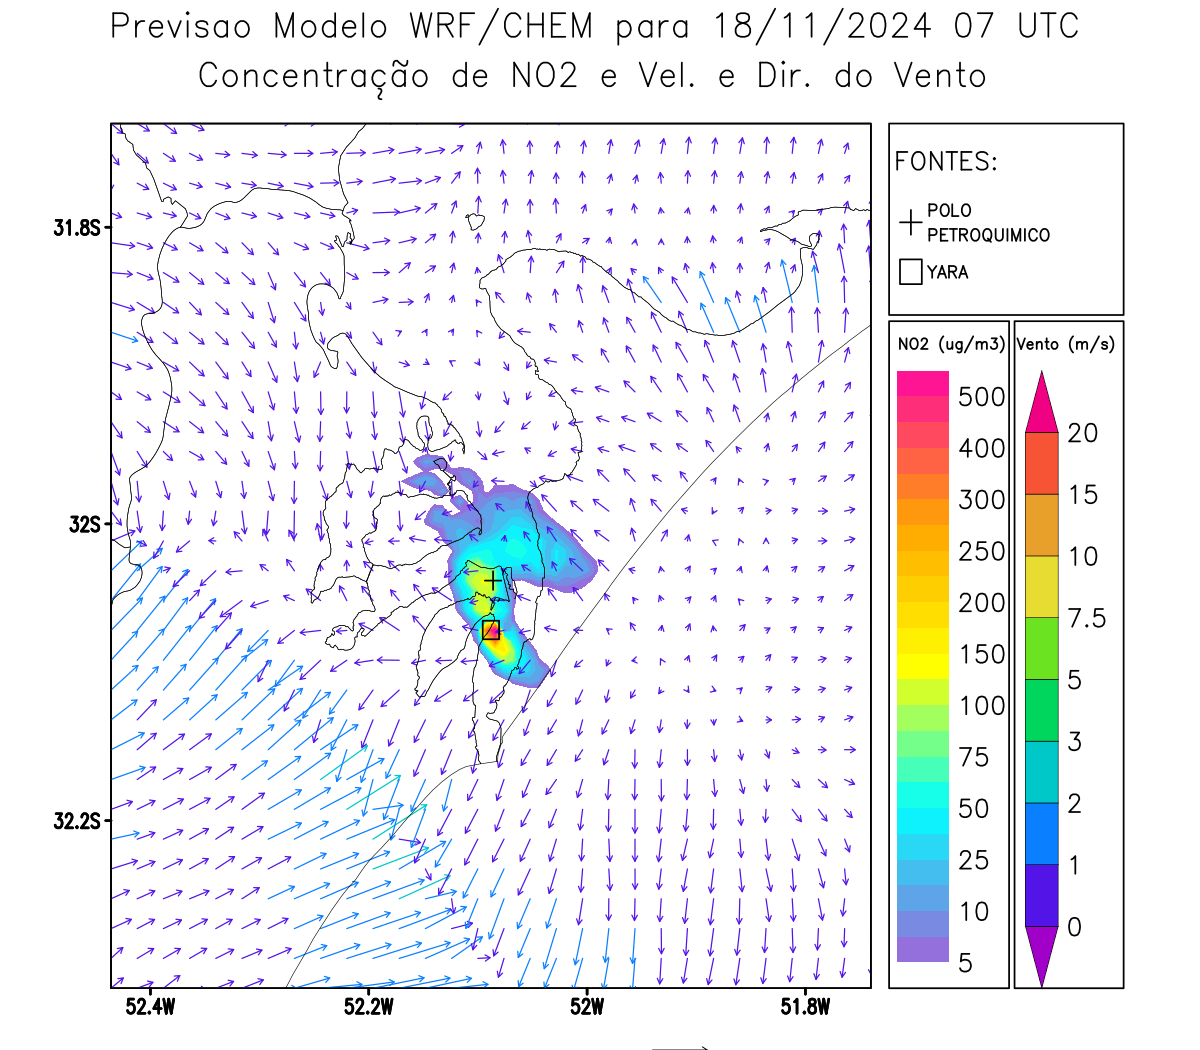 Previsao Modelo WRF/CHEM para 18/11/2024 07 UTC
Concentração de NO2 e Vel. e Dir. do Vento
FONTES:
POLO
PETROQUIMICO
YARA
31.8S
32S
32.2S
52.4W
52.2W
52W
51.8W
NO2 (ug/m3)
500
400
300
250
200
150
100
75
50
25
10
5
Vento (m/s)
20
15
10
7.5
5
3
2
1
0